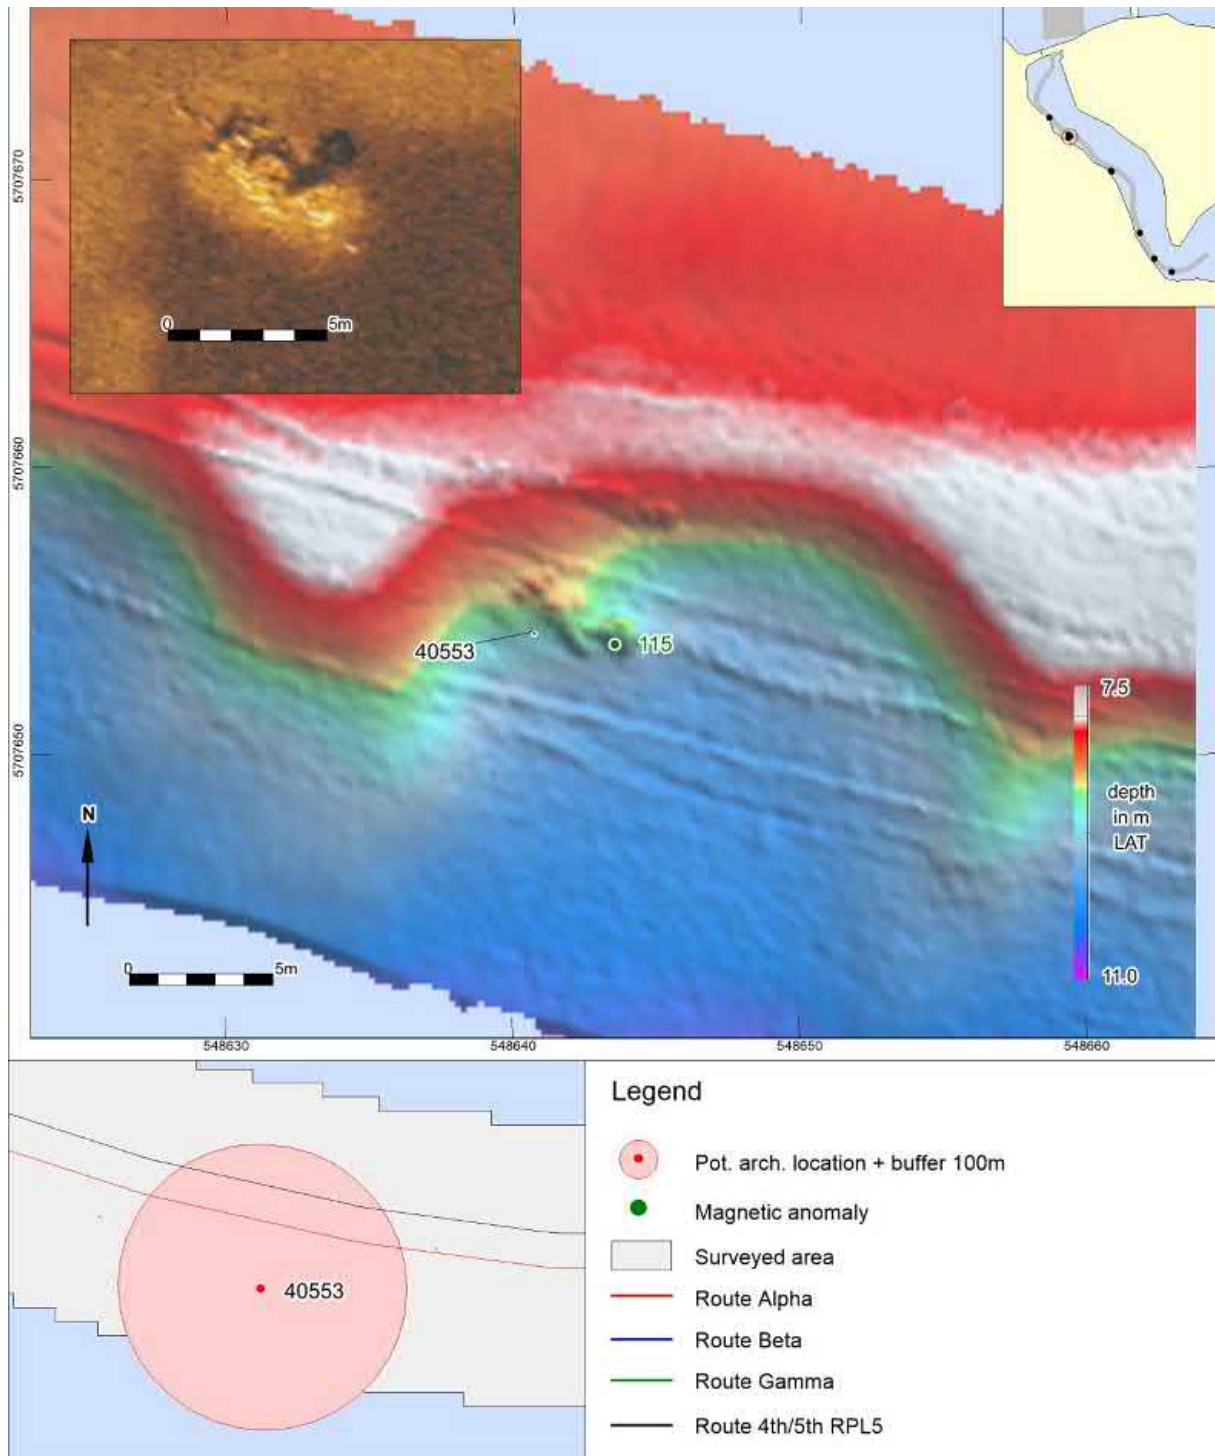 0 5m
5707670
5707660
5707650
40553
115
7.5
depth
in m
LAT
11.0
N
0 5m
548630
548640
548650
548660
40553
Legend
Pot. arch. location + buffer 100m
Magnetic anomaly
Surveyed area
Route Alpha
Route Beta
Route Gamma
Route 4th/5th RPL5